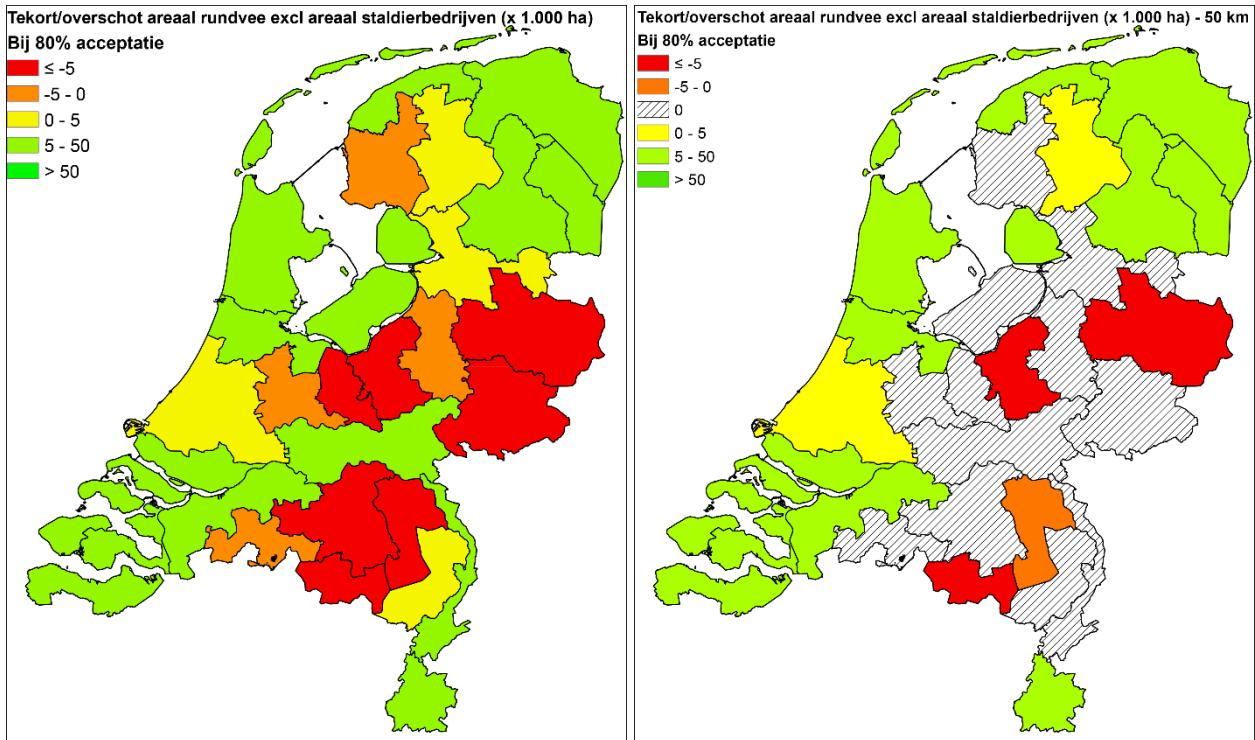 Tekort/overschot areaal rundvee excl areaal staldierbedrijven (x 1.000 ha)
Bij 80% acceptatie
≤ -5
-5 - 0
0 - 5
5 - 50
> 50
Tekort/overschot areaal rundvee excl areaal staldierbedrijven (x 1.000 ha) - 50 km
Bij 80% acceptatie
≤ -5
-5 - 0
0
0 - 5
5 - 50
> 50